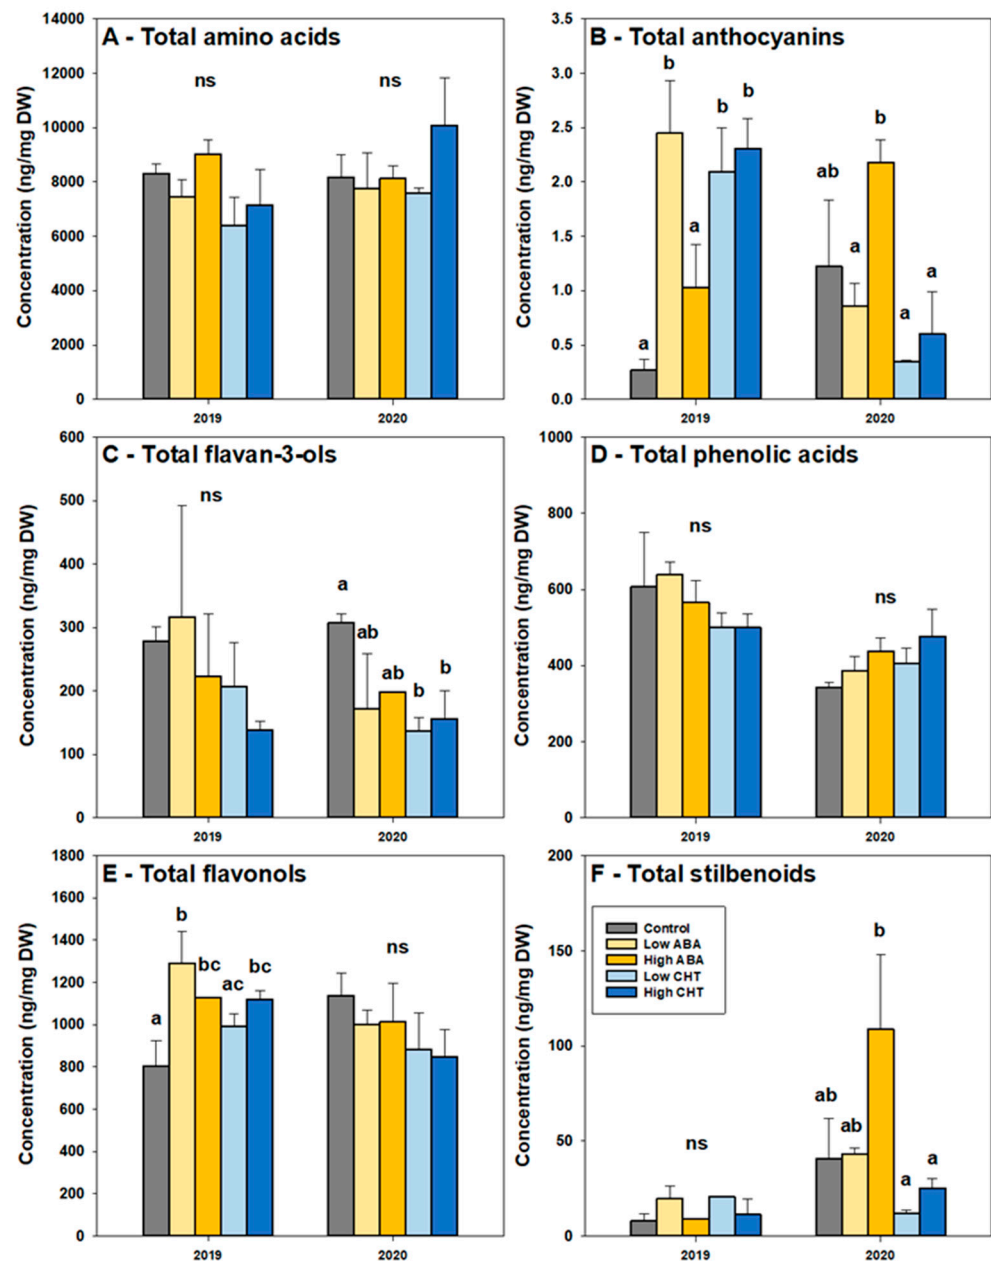 A - Total amino acids
Concentration (ng/mg DW)
14000
12000
10000
8000
6000
4000
2000
0
ns
ns
2019
2020
B - Total anthocyanins
Concentration (ng/mg DW)
3.5
3.0
2.5
2.0
1.5
1.0
0.5
0.0
a
b
a
b
b
ab
a
b
a
a
2019
2020
C - Total flavan-3-ols
Concentration (ng/mg DW)
600
500
400
300
200
100
0
ns
a
ab
ab
b
b
2019
2020
D - Total phenolic acids
Concentration (ng/mg DW)
1000
800
600
400
200
0
ns
ns
2019
2020
E - Total flavonols
Concentration (ng/mg DW)
1800
1600
1400
1200
1000
800
600
400
200
0
a
b
bc
ac
bc
ns
2019
2020
F - Total stilbenoids
Concentration (ng/mg DW)
200
150
100
50
0
Control
Low ABA
High ABA
Low CHT
High CHT
ns
ab
ab
b
a
a
2019
2020